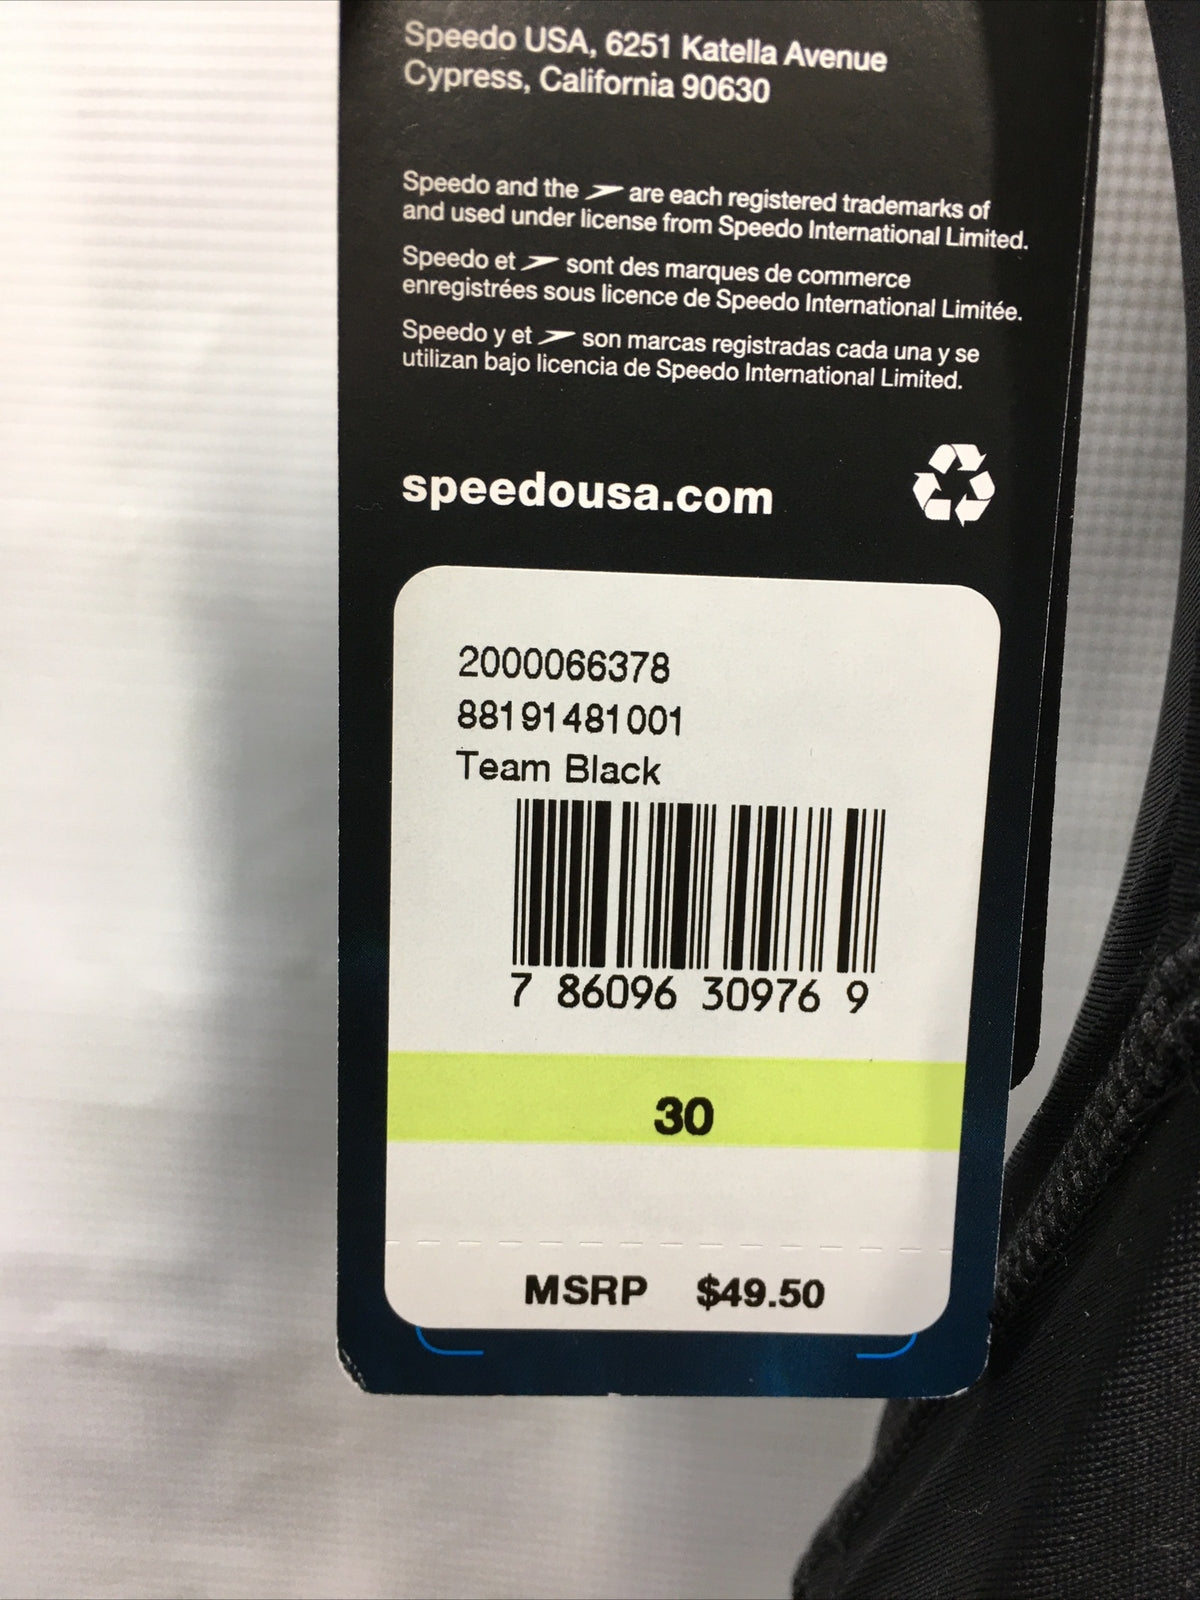 Speedo USA, 6251 Katella Avenue
Cypress, California 90630
Speedo and the are each registered trademarks of
and used under license from Speedo International Limited.
Speedo et sont des marques de commerce
enregistrées sous licence de Speedo International Limitée.
Speedo y et son marcas registradas cada una y se
utilizan bajo licencia de Speedo International Limited.
speedousa.com
2000066378
88191481001
Team Black
7 86096 30976 9
30
MSRP $49.50